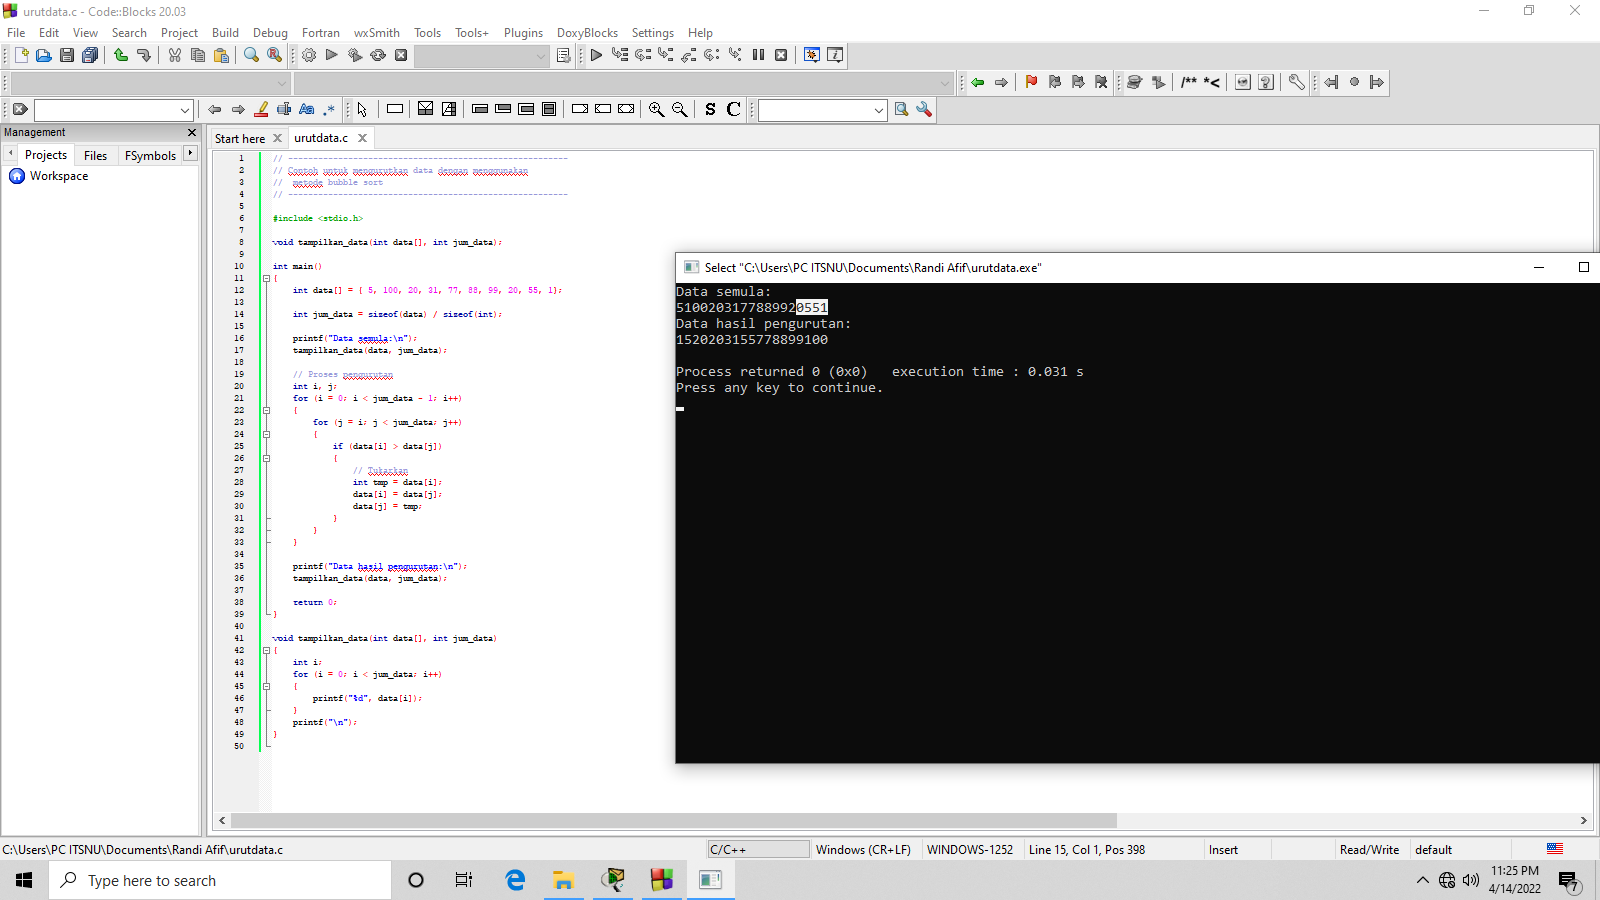 urutdata.c - Code::Blocks 20.03
File Edit View Search Project Build Debug Fortran wxSmith Tools Tools+ Plugins DoxyBlocks Settings Help
/** *<
Aa .*
S C
Management
Projects Files FSymbols
Workspace
Start here urutdata.c
1 // --------------------------------------------------------
2 // Contoh untuk mengurutkan data dengan menggunakan
3 //  metode bubble sort
4 // --------------------------------------------------------
5
6 #include <stdio.h>
7
8 void tampilkan_data(int data[], int jum_data);
9
10 int main()
11 {
12 int data[] = { 5, 100, 20, 31, 77, 88, 99, 20, 55, 1};
13
14 int jum_data = sizeof(data) / sizeof(int);
15
16 printf("Data semula:\n");
17 tampilkan_data(data, jum_data);
18
19 // Proses pengurutan
20 int i, j;
21 for (i = 0; i < jum_data - 1; i++)
22 {
23 for (j = i; j < jum_data; j++)
24 {
25 if (data[i] > data[j])
26 {
27 // Tukarkan
28 int tmp = data[i];
29 data[i] = data[j];
30 data[j] = tmp;
31 }
32 }
33 }
34
35 printf("Data hasil pengurutan:\n");
36 tampilkan_data(data, jum_data);
37
38 return 0;
39 }
40
41 void tampilkan_data(int data[], int jum_data)
42 {
43 int i;
44 for (i = 0; i < jum_data; i++)
45 {
46 printf("%d", data[i]);
47 }
48 printf("\n");
49 }
50
Select "C:\Users\PC ITSNU\Documents\Randi Afif\urutdata.exe"
Data semula:
5100203177889920551
Data hasil pengurutan:
1520203155778899100
Process returned 0 (0x0)   execution time : 0.031 s
Press any key to continue.
C:\Users\PC ITSNU\Documents\Randi Afif\urutdata.c C/C++ Windows (CR+LF) WINDOWS-1252 Line 15, Col 1, Pos 398 Insert Read/Write default
Type here to search
11:25 PM
4/14/2022
7